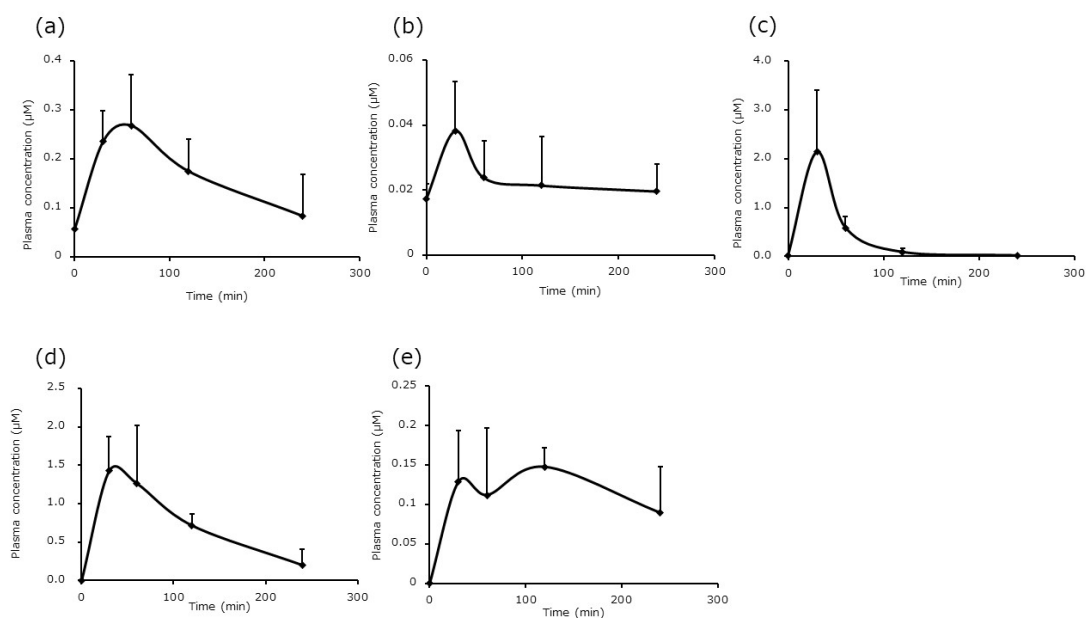 (a)
Plasma concentration (µM)
0.4
0.3
0.2
0.1
0
0 100 200 300
Time (min)
(b)
Plasma concentration (µM)
0.06
0.04
0.02
0
0 100 200 300
Time (min)
(c)
Plasma concentration (µM)
4.0
3.0
2.0
1.0
0.0
0 100 200 300
Time (min)
(d)
Plasma concentration (µM)
2.5
2.0
1.5
1.0
0.5
0.0
0 100 200 300
Time (min)
(e)
Plasma concentration (µM)
0.25
0.2
0.15
0.1
0.05
0
0 100 200 300
Time (min)